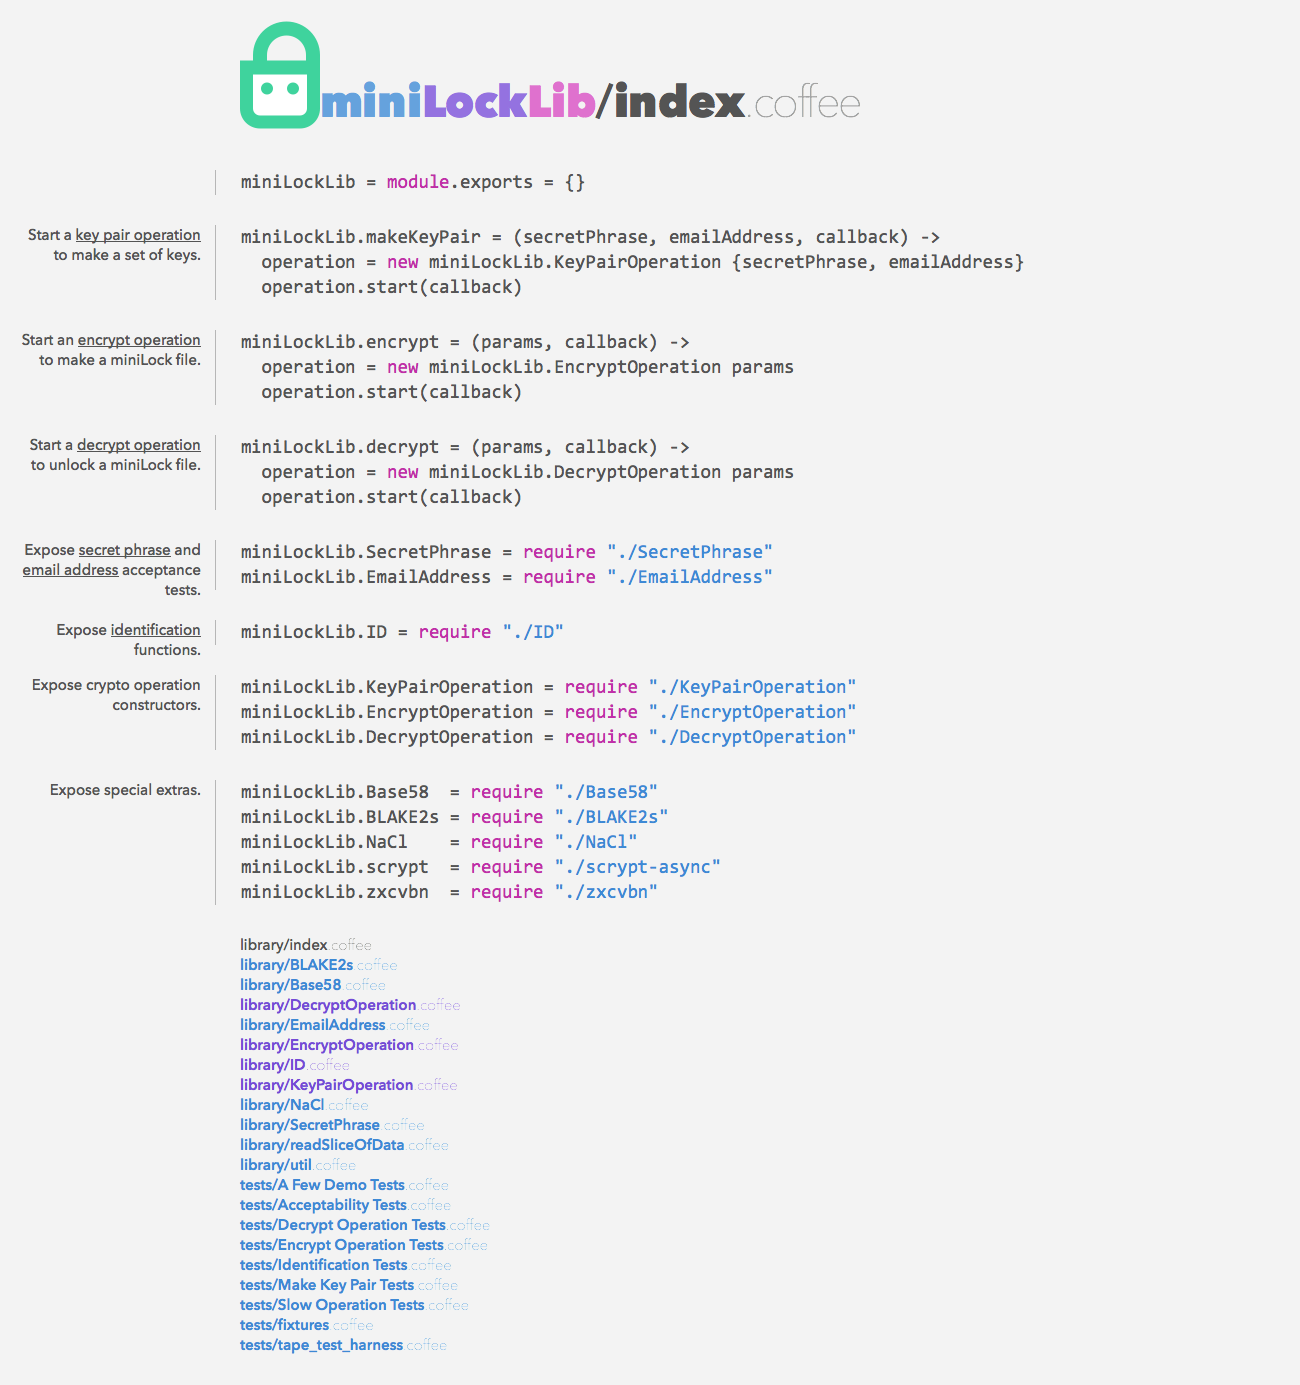 miniLockLib/index.coffee
miniLockLib = module.exports = {}
Start a key pair operation
to make a set of keys.
miniLockLib.makeKeyPair = (secretPhrase, emailAddress, callback) ->
  operation = new miniLockLib.KeyPairOperation {secretPhrase, emailAddress}
  operation.start(callback)
Start an encrypt operation
to make a miniLock file.
miniLockLib.encrypt = (params, callback) ->
  operation = new miniLockLib.EncryptOperation params
  operation.start(callback)
Start a decrypt operation
to unlock a miniLock file.
miniLockLib.decrypt = (params, callback) ->
  operation = new miniLockLib.DecryptOperation params
  operation.start(callback)
Expose secret phrase and
email address acceptance
tests.
miniLockLib.SecretPhrase = require "./SecretPhrase"
miniLockLib.EmailAddress = require "./EmailAddress"
Expose identification
functions.
miniLockLib.ID = require "./ID"
Expose crypto operation
constructors.
miniLockLib.KeyPairOperation = require "./KeyPairOperation"
miniLockLib.EncryptOperation = require "./EncryptOperation"
miniLockLib.DecryptOperation = require "./DecryptOperation"
Expose special extras.
miniLockLib.Base58  = require "./Base58"
miniLockLib.BLAKE2s = require "./BLAKE2s"
miniLockLib.NaCl    = require "./NaCl"
miniLockLib.scrypt  = require "./scrypt-async"
miniLockLib.zxcvbn  = require "./zxcvbn"
library/index.coffee
library/BLAKE2s.coffee
library/Base58.coffee
library/DecryptOperation.coffee
library/EmailAddress.coffee
library/EncryptOperation.coffee
library/ID.coffee
library/KeyPairOperation.coffee
library/NaCl.coffee
library/SecretPhrase.coffee
library/readSliceOfData.coffee
library/util.coffee
tests/A Few Demo Tests.coffee
tests/Acceptability Tests.coffee
tests/Decrypt Operation Tests.coffee
tests/Encrypt Operation Tests.coffee
tests/Identification Tests.coffee
tests/Make Key Pair Tests.coffee
tests/Slow Operation Tests.coffee
tests/fixtures.coffee
tests/tape_test_harness.coffee